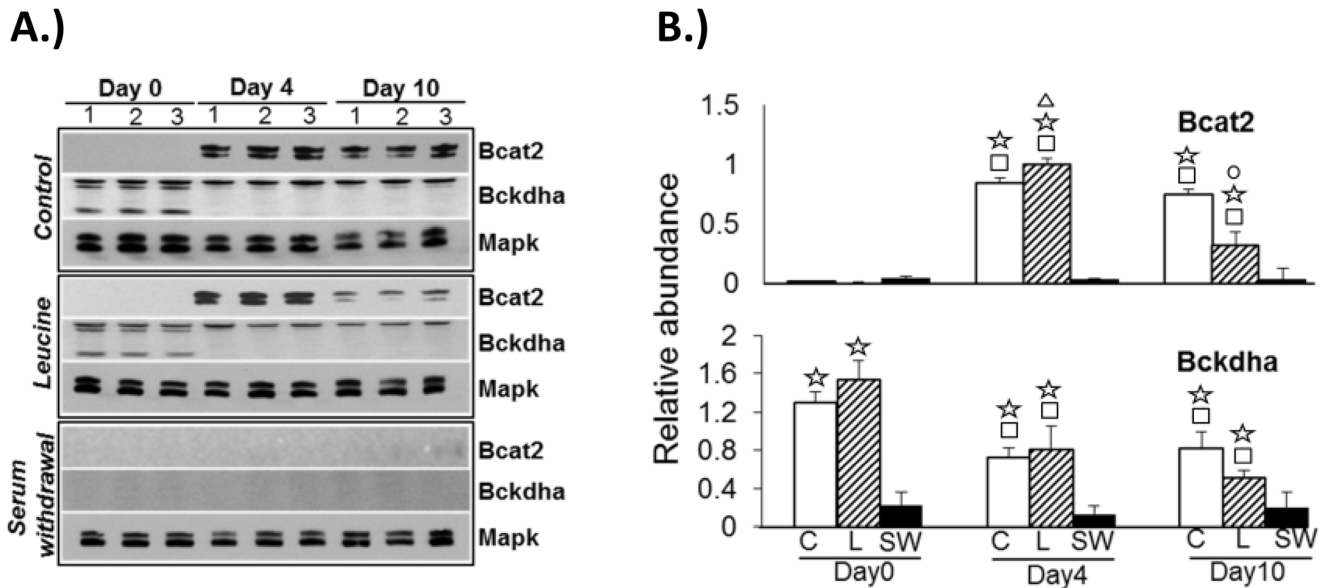 A.)
Day 0 Day 4 Day 10
1 2 3 1 2 3 1 2 3
Control
Bcat2
Bckdha
Mapk
Leucine
Bcat2
Bckdha
Mapk
Serum
withdrawal
Bcat2
Bckdha
Mapk
B.)
Relative abundance
1.5
1
0.5
0
Bcat2
2
1.6
1.2
0.8
0.4
0
Bckdha
C L SW C L SW C L SW
Day0 Day4 Day10